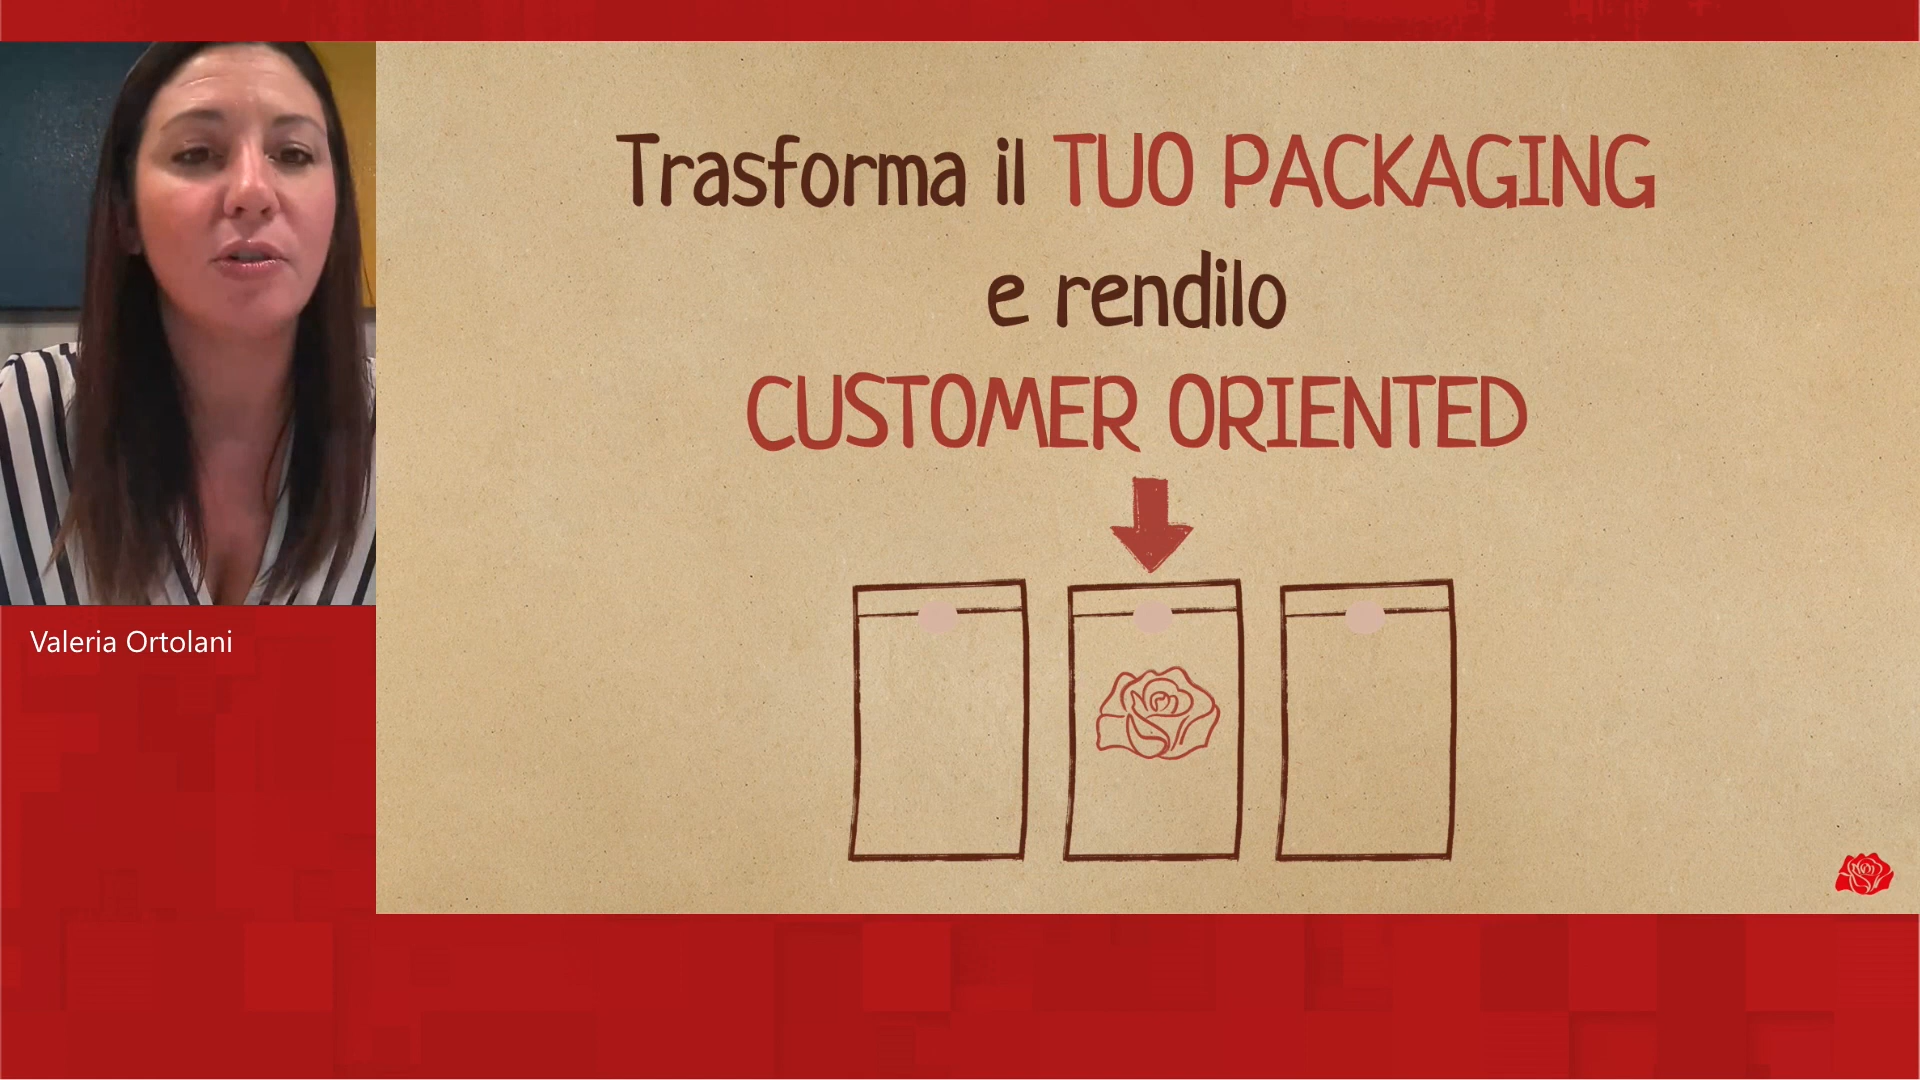 Trasforma il TUO PACKAGING
e rendilo
CUSTOMER ORIENTED
Valeria Ortolani